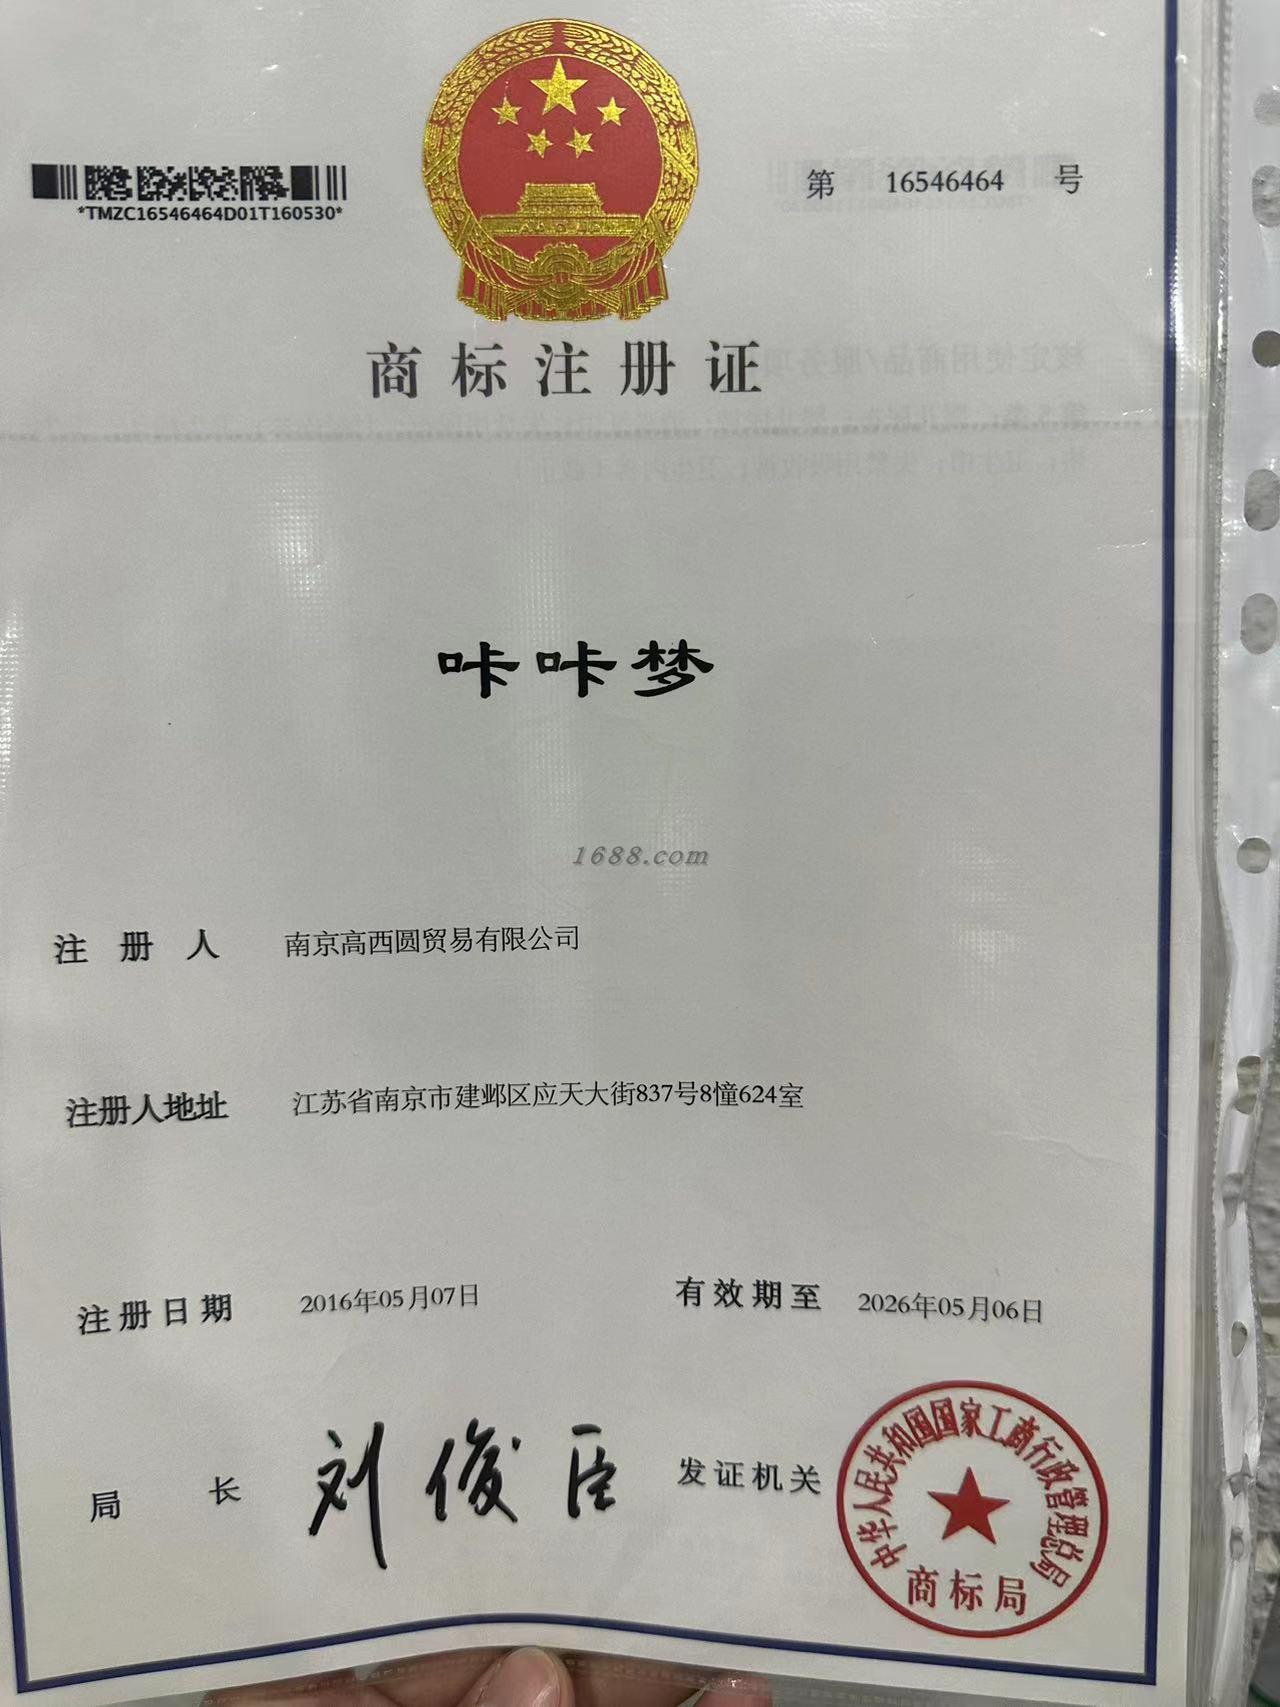 *TMZC16546464D01T160530*
第 16546464 号
商标注册证
咔咔梦
1688.com
注册人 南京高西圆贸易有限公司
注册人地址 江苏省南京市建邺区应天大街837号8幢624室
注册日期 2016年05月07日 有效期至 2026年05月06日
局长 刘俊臣 发证机关
中华人民共和国国家工商行政管理总局
商标局